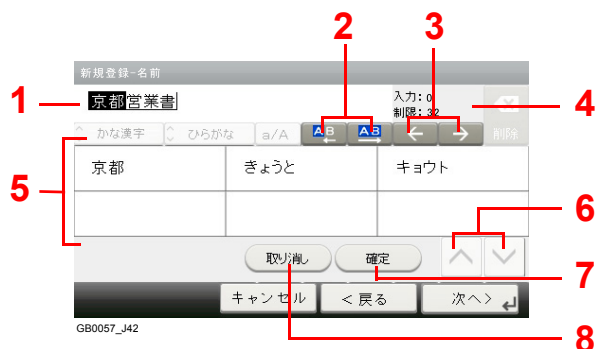 2 3
新規登録-名前
1 京都営業書 入力: 0 4
制限: 32
かな漢字 ひらがな a/A AB AB ← → 削除
5 京都 きょうと キョウト
6
取り消し 確定 7
キャンセル <戻る 次へ>
GB0057_J42 8